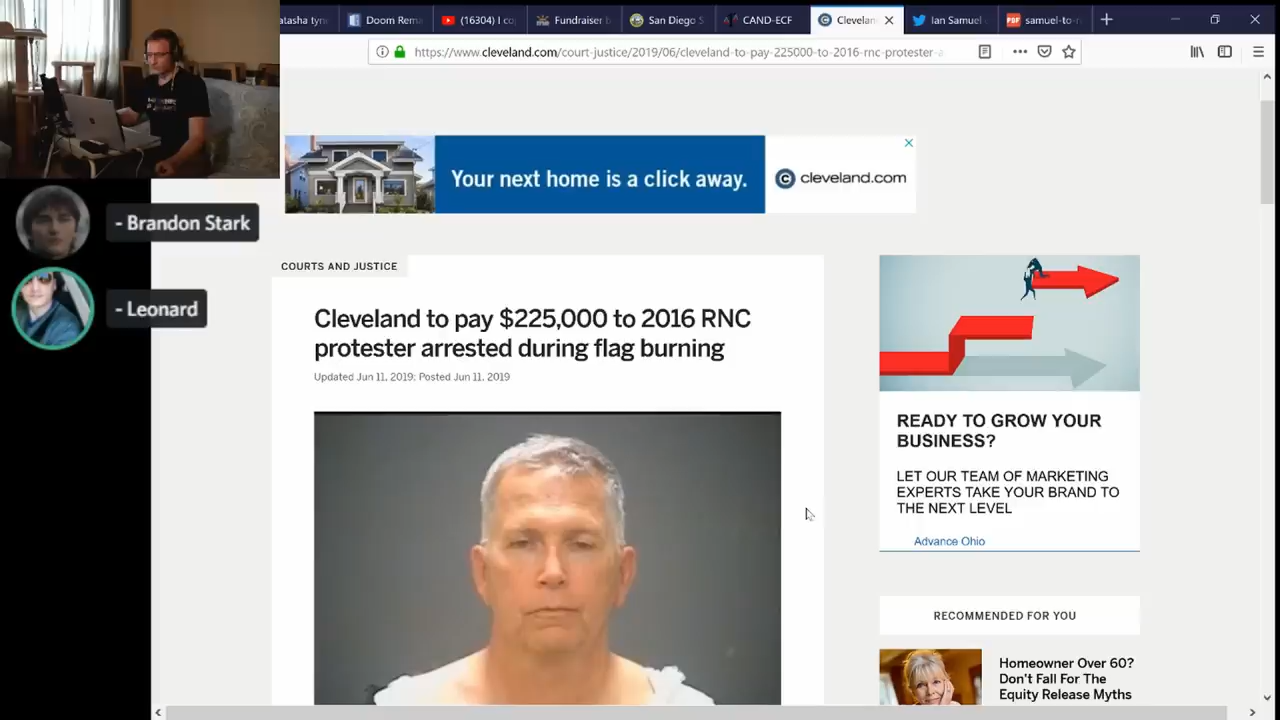 atasha tyn
Doom Rema
(16304) I co
Fundraiser b
San Diego S
CAND-ECF
Clevelan
Ian Samuel
samuel-to-r
https://www.cleveland.com/court-justice/2019/06/cleveland-to-pay-225000-to-2016-rnc-protester-a
Your next home is a click away.
cleveland.com
- Brandon Stark
- Leonard
COURTS AND JUSTICE
Cleveland to pay $225,000 to 2016 RNC
protester arrested during flag burning
Updated Jun 11, 2019; Posted Jun 11, 2019
READY TO GROW YOUR
BUSINESS?
LET OUR TEAM OF MARKETING
EXPERTS TAKE YOUR BRAND TO
THE NEXT LEVEL
Advance Ohio
RECOMMENDED FOR YOU
Homeowner Over 60?
Don't Fall For The
Equity Release Myths